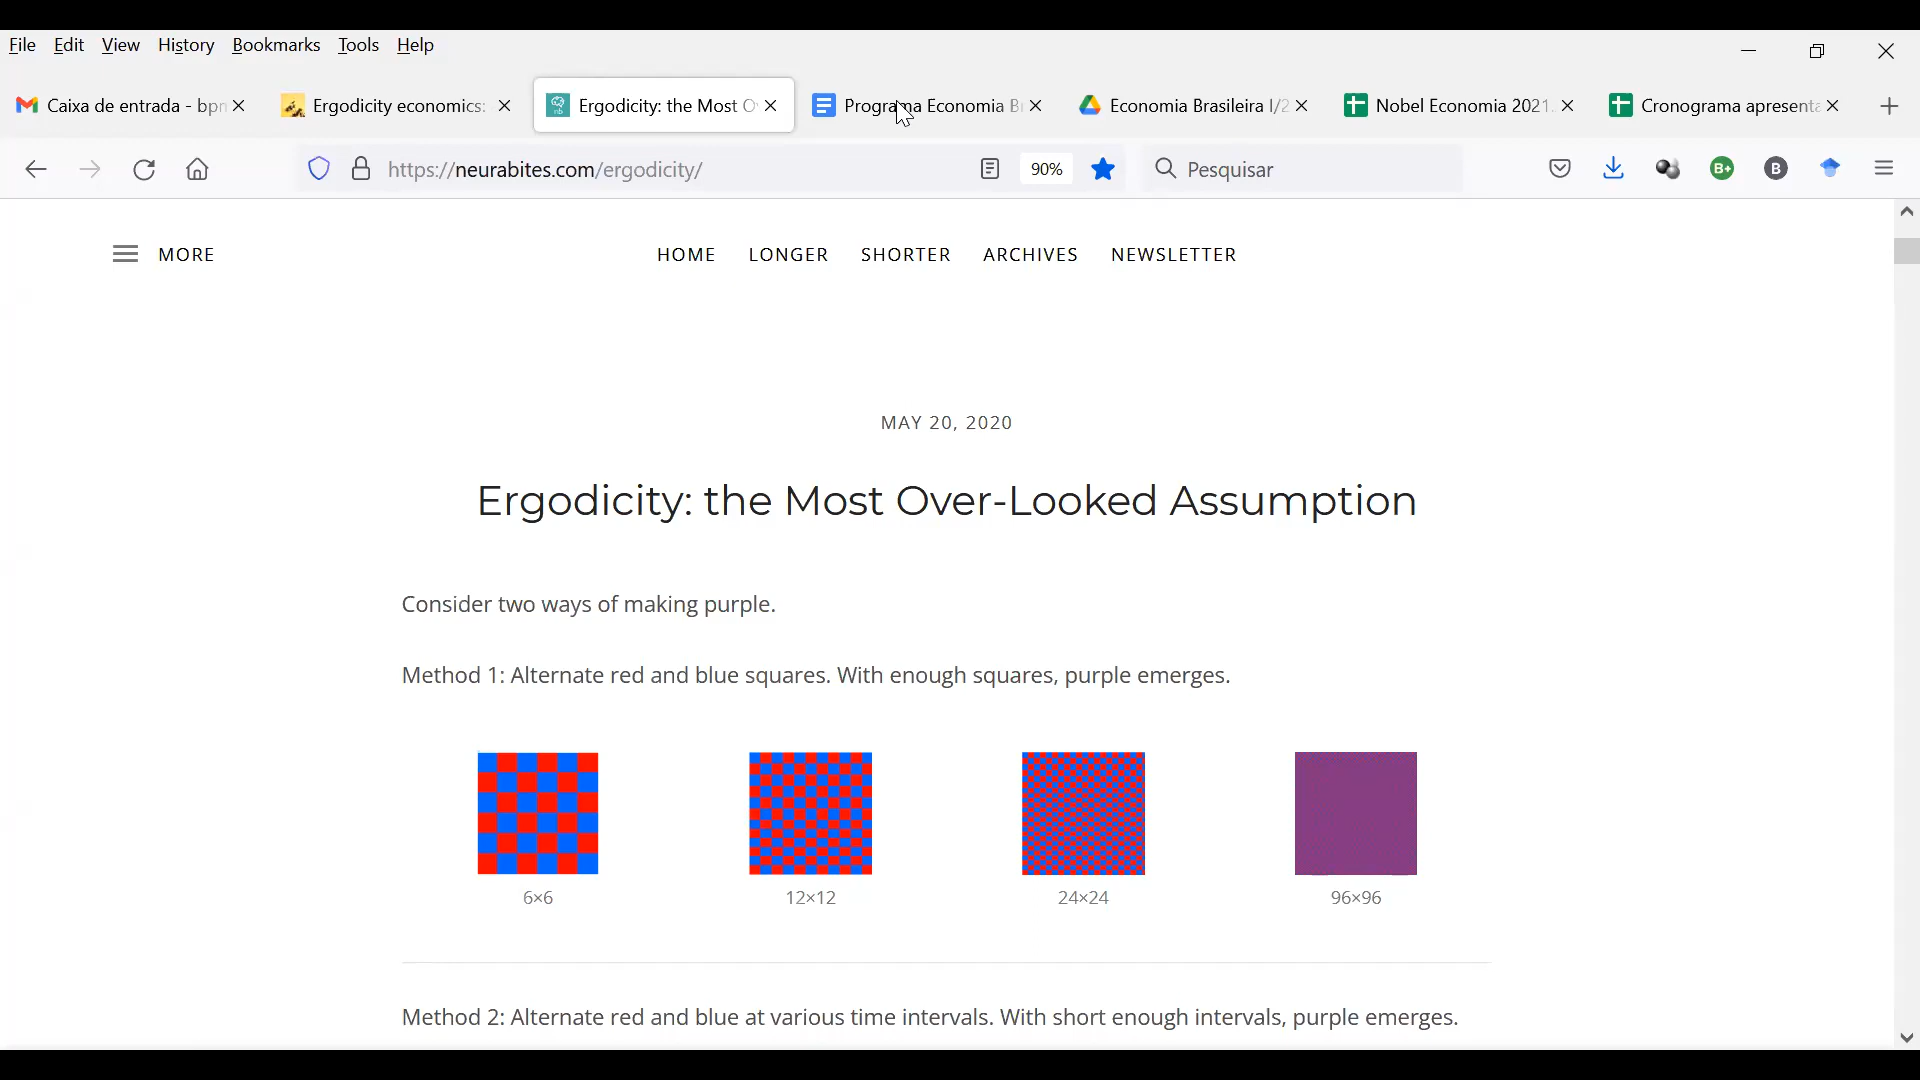 File Edit View History Bookmarks Tools Help
Caixa de entrada - bpn Ergodicity economics: Ergodicity: the Most O Programa Economia B Economia Brasileira I/2 Nobel Economia 2021. Cronograma apresenta
https://neurabites.com/ergodicity/ 90% Pesquisar B+ B
MORE HOME LONGER SHORTER ARCHIVES NEWSLETTER
MAY 20, 2020
Ergodicity: the Most Over-Looked Assumption
Consider two ways of making purple.
Method 1: Alternate red and blue squares. With enough squares, purple emerges.
6×6 12×12 24×24 96×96
Method 2: Alternate red and blue at various time intervals. With short enough intervals, purple emerges.